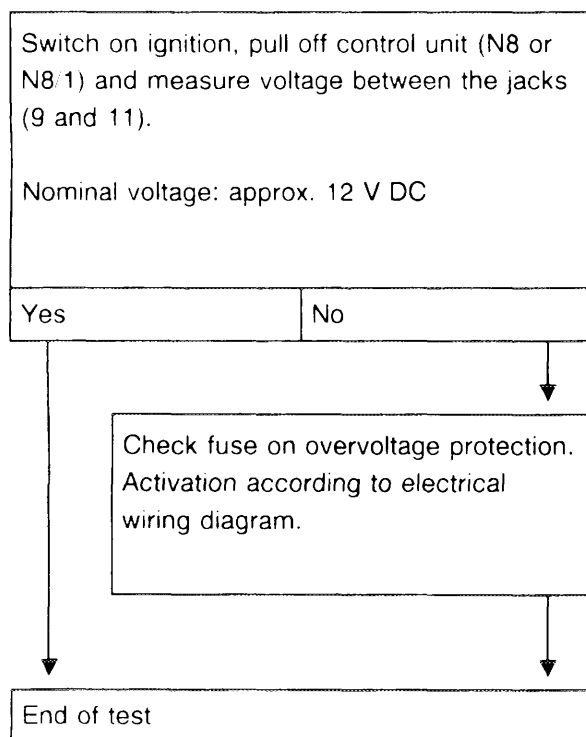 Switch on ignition, pull off control unit (N8 or
N8/1) and measure voltage between the jacks
(9 and 11).
Nominal voltage: approx. 12 V DC
Yes
No
Check fuse on overvoltage protection.
Activation according to electrical
wiring diagram.
End of test